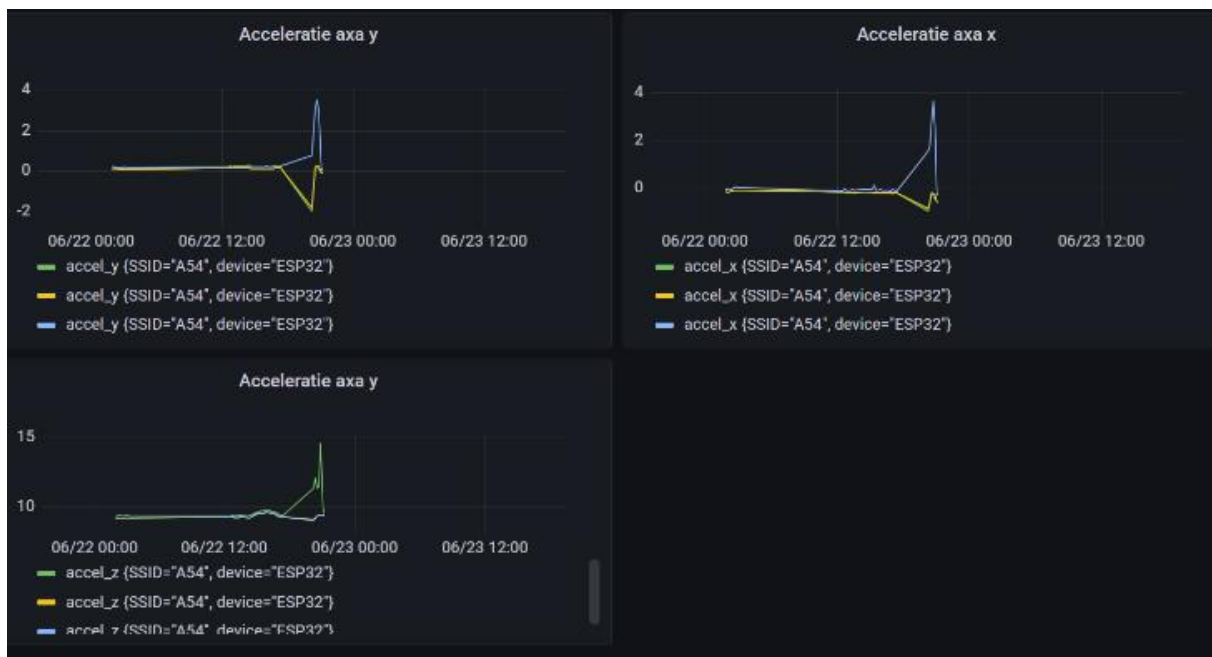 Acceleratie axa y
4
2
0
-2
06/22 00:00 06/22 12:00 06/23 00:00 06/23 12:00
accel_y {SSID="A54", device="ESP32"}
accel_y {SSID="A54", device="ESP32"}
accel_y {SSID="A54", device="ESP32"}
Acceleratie axa x
4
2
0
06/22 00:00 06/22 12:00 06/23 00:00 06/23 12:00
accel_x {SSID="A54", device="ESP32"}
accel_x {SSID="A54", device="ESP32"}
accel_x {SSID="A54", device="ESP32"}
Acceleratie axa y
15
10
06/22 00:00 06/22 12:00 06/23 00:00 06/23 12:00
accel_z {SSID="A54", device="ESP32"}
accel_z {SSID="A54", device="ESP32"}
accel_z {SSID="A54", device="ESP32"}